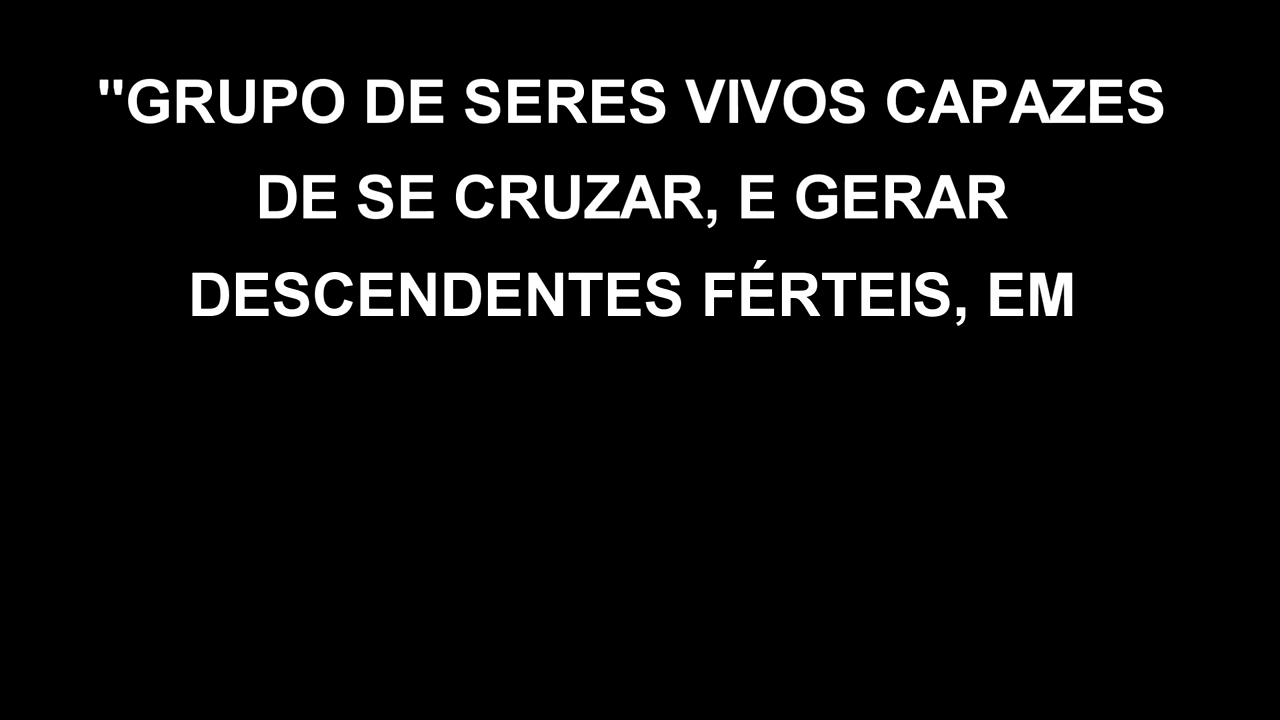 "GRUPO DE SERES VIVOS CAPAZES
DE SE CRUZAR, E GERAR
DESCENDENTES FÉRTEIS, EM